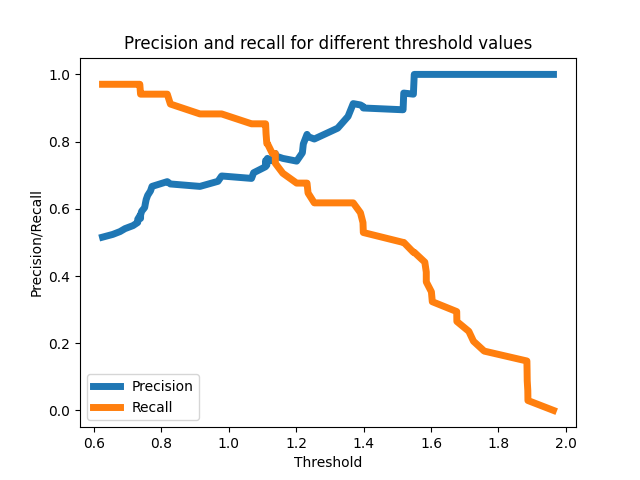 Precision and recall for different threshold values
Precision/Recall
1.0
0.8
0.6
0.4
0.2
0.0
Precision
Recall
0.6 0.8 1.0 1.2 1.4 1.6 1.8 2.0
Threshold